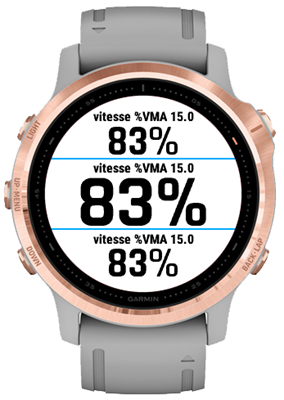 vitesse %VMA 15.0
83%
vitesse %VMA 15.0
83%
vitesse %VMA 15.0
83%
GARMIN
LIGHT
UP·MENU
DOWN
BACK·LAP